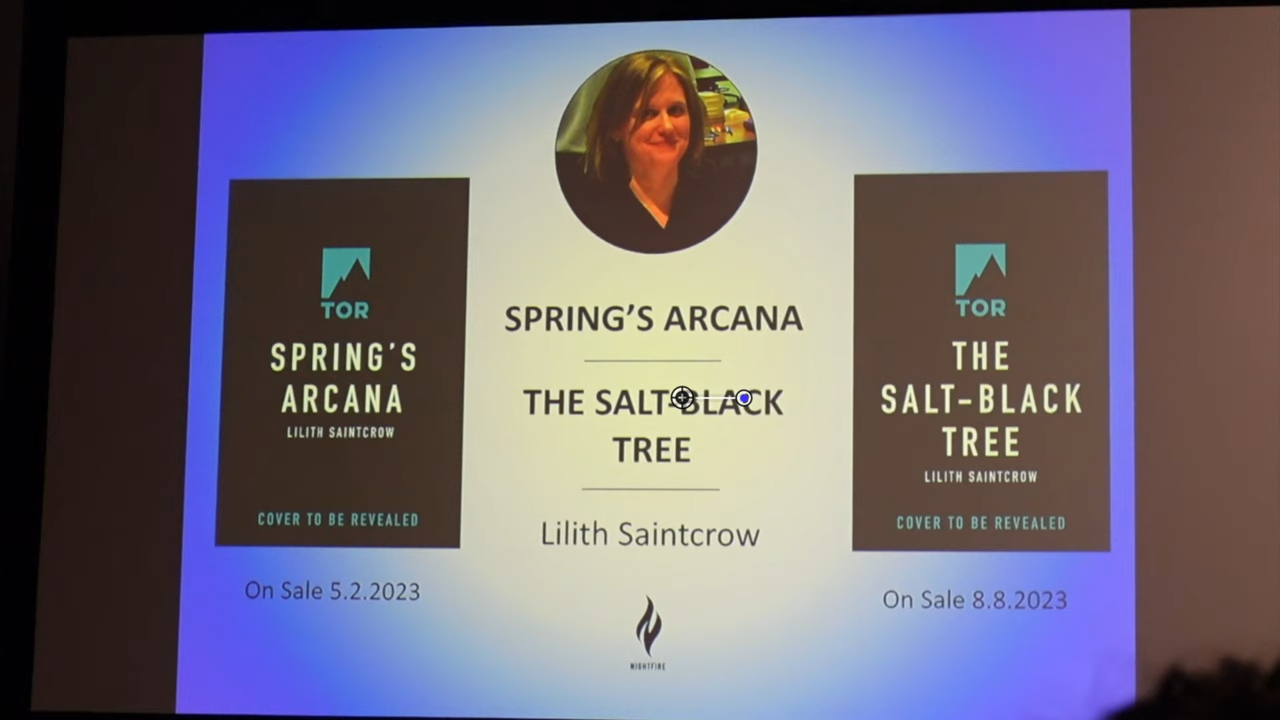 TOR
SPRING'S
ARCANA
LILITH SAINTCROW
COVER TO BE REVEALED
On Sale 5.2.2023
SPRING'S ARCANA
THE SALT-BLACK
TREE
Lilith Saintcrow
NIGHTFIRE
TOR
THE
SALT-BLACK
TREE
LILITH SAINTCROW
COVER TO BE REVEALED
On Sale 8.8.2023